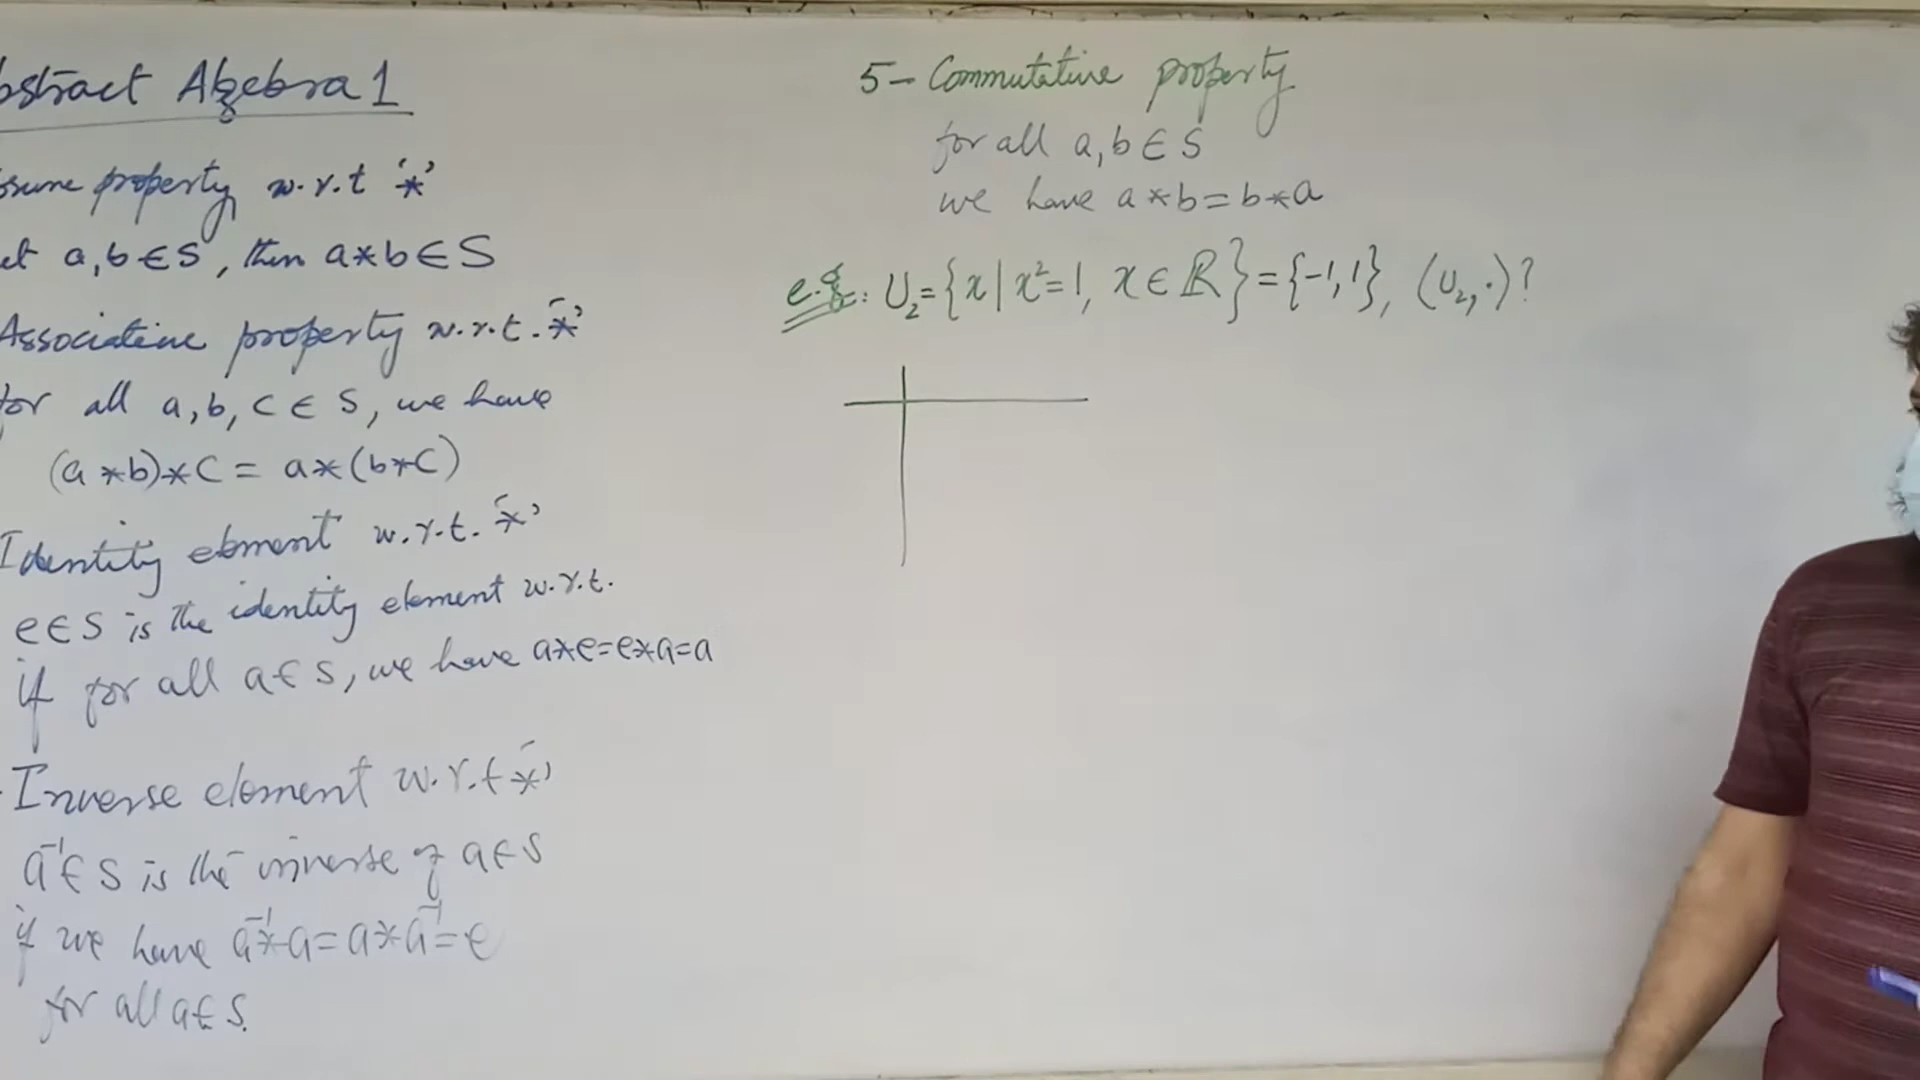 bstract Algebra 1
property w.r.t '*'
a,b∈S, then a*b∈S
Associative property w.r.t. '*'
for all a, b, c ∈ S, we have
(a*b)*c = a*(b*c)
Identity element w.r.t. '*'
e∈S is the identity element w.r.t.
if for all a∈S, we have a*e=e*a=a
Inverse element w.r.t '*'
a⁻¹∈S is the inverse of a∈S
if we have a⁻¹*a=a*a⁻¹=e
for all a∈S.
5- Commutative property
for all a,b∈S
we have a*b=b*a
e.g.: U₂={x|x²=1, x∈ℝ}={-1,1}, (U₂,·)?